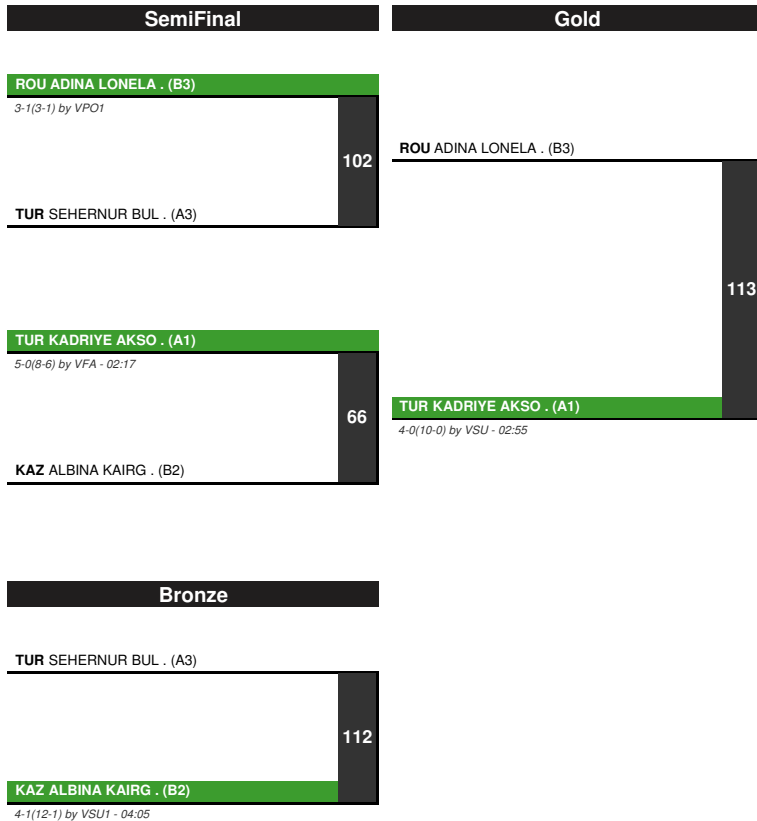 SemiFinal
ROU ADINA LONELA . (B3)
3-1(3-1) by VPO1
102
TUR SEHERNUR BUL . (A3)
TUR KADRIYE AKSO . (A1)
5-0(8-6) by VFA - 02:17
66
KAZ ALBINA KAIRG . (B2)
Gold
ROU ADINA LONELA . (B3)
113
TUR KADRIYE AKSO . (A1)
4-0(10-0) by VSU - 02:55
Bronze
TUR SEHERNUR BUL . (A3)
112
KAZ ALBINA KAIRG . (B2)
4-1(12-1) by VSU1 - 04:05